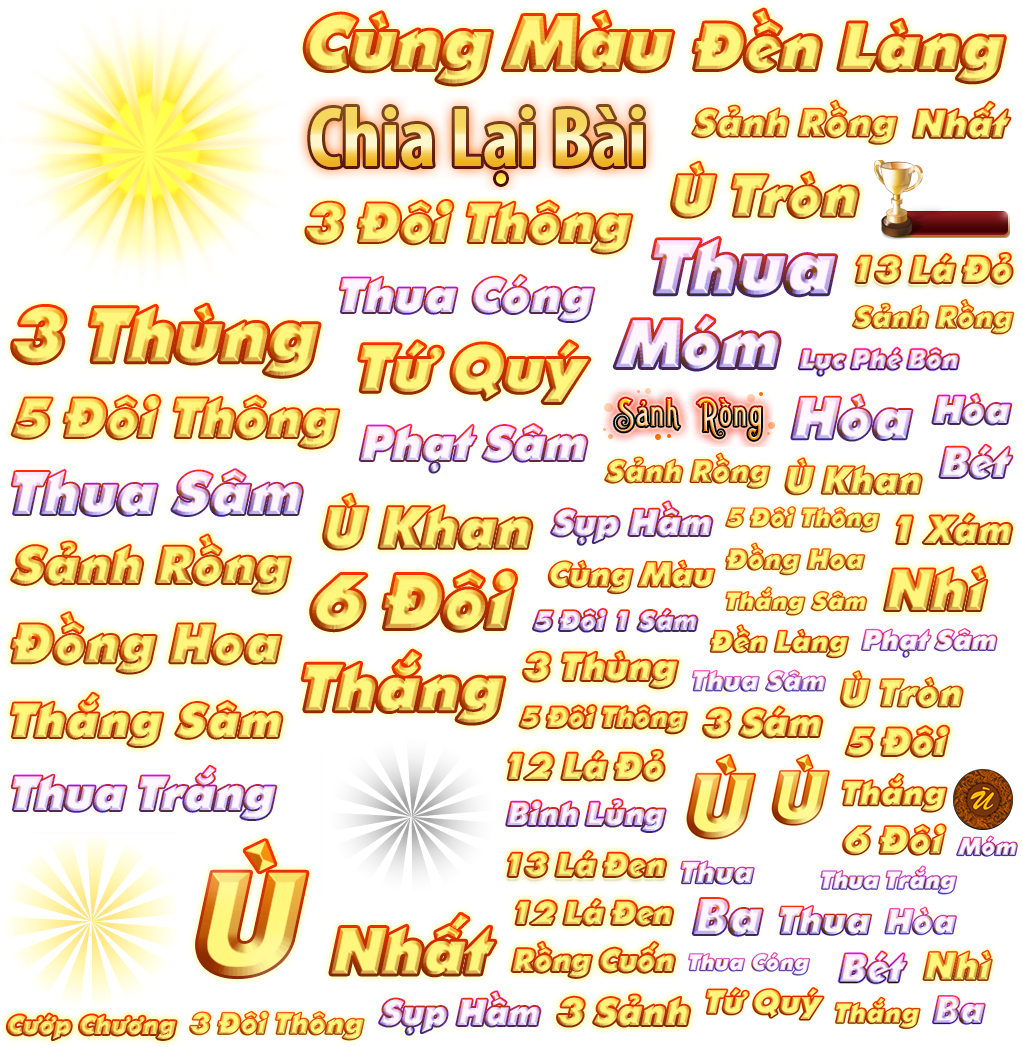 Cùng Màu Đền Làng
Chia Lại Bài
Sảnh Rồng Nhất
Ù Tròn
3 Đôi Thông
Thua
13 Lá Đỏ
Thua Cóng
Sảnh Rồng
3 Thùng
Móm
Lục Phé Bôn
Tứ Quý
5 Đôi Thông
Sảnh Rồng
Hòa
Hòa
Phạt Sâm
Bét
Thua Sâm
Sảnh Rồng
Ù Khan
Ù Khan
Sụp Hầm
5 Đôi Thông
1 Xám
Sảnh Rồng
Đồng Hoa
Cùng Màu
Nhì
6 Đôi
Thắng Sâm
5 Đôi 1 Sám
Đền Làng
Phạt Sâm
Đồng Hoa
3 Thùng
Thua Sâm
Ù Tròn
Thắng
Thắng Sâm
5 Đôi Thông
3 Sám
5 Đôi
12 Lá Đỏ
Ù
Ù
Thua Trắng
Thắng
Ù
Binh Lủng
6 Đôi
Móm
13 Lá Đen
Thua
Thua Trắng
Ù
12 Lá Đen
Ba
Thua
Hòa
Nhất
Rồng Cuốn
Thua Cóng
Bét
Nhì
Cướp Chương
3 Đôi Thông
Sụp Hầm
3 Sảnh
Tứ Quý
Thắng
Ba